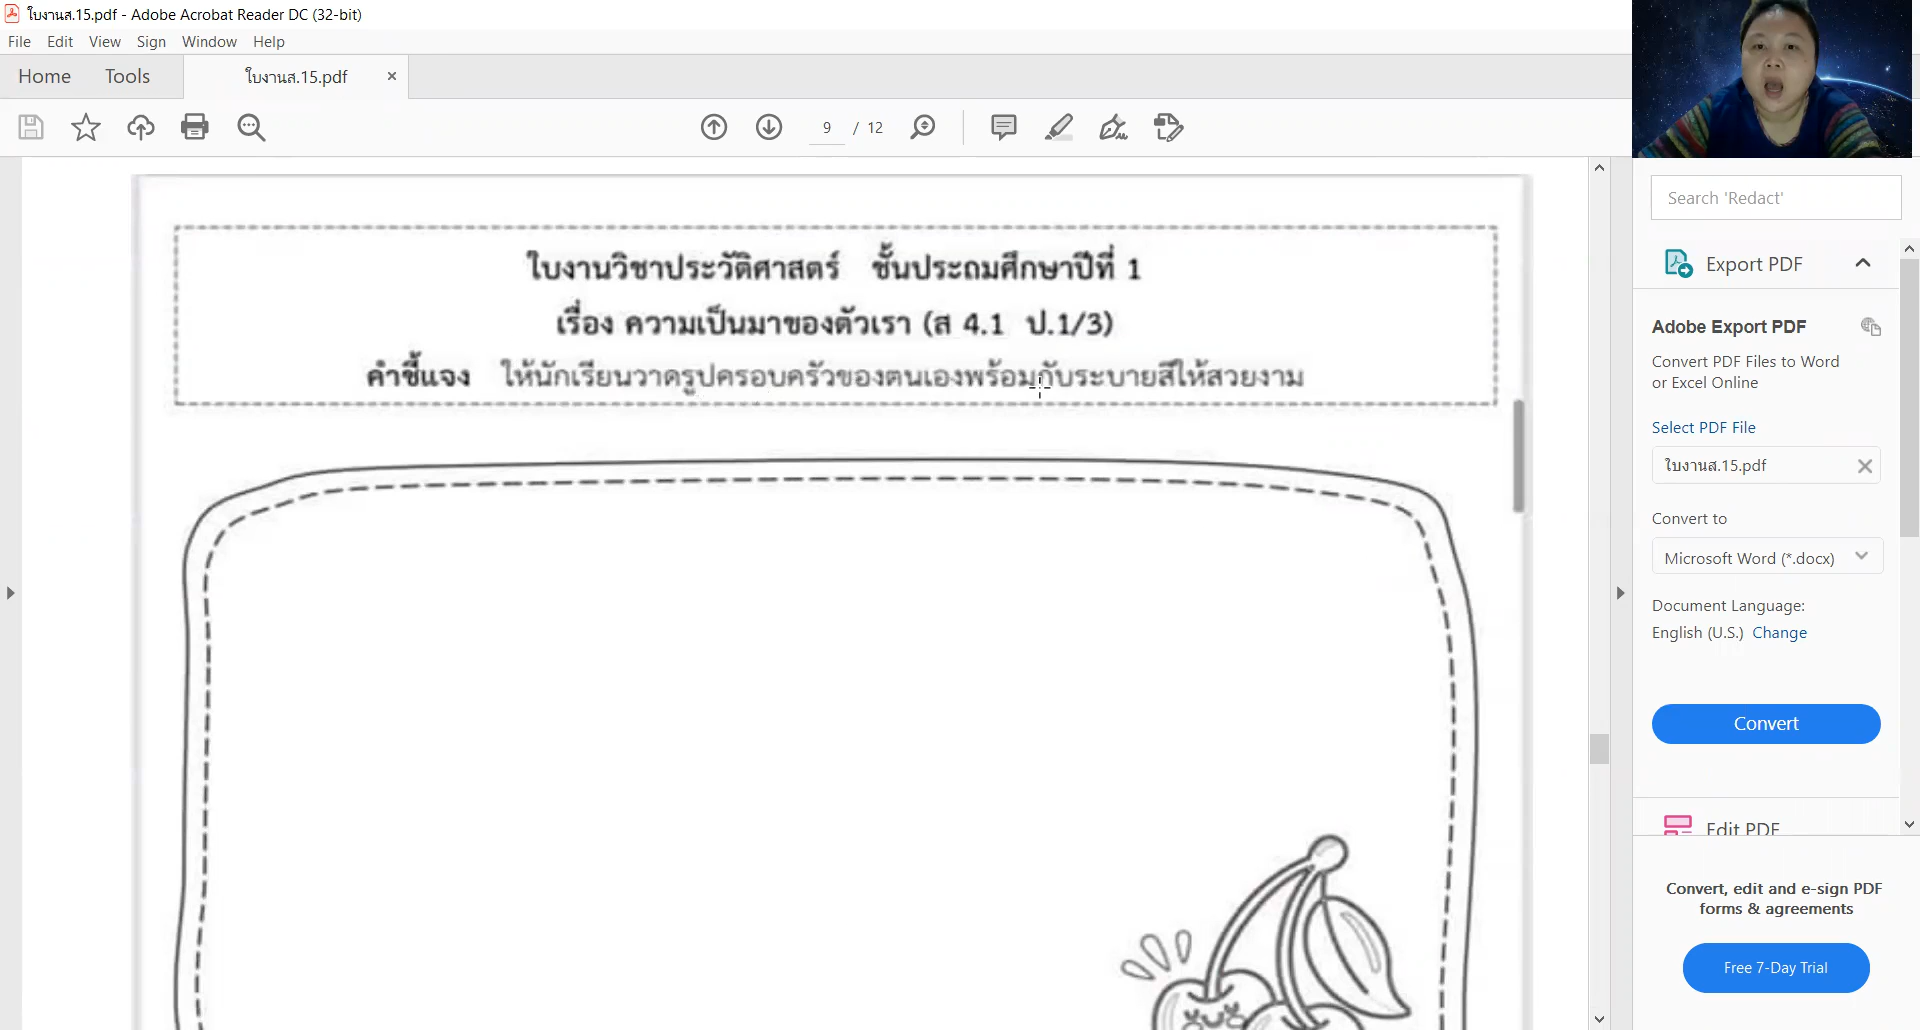 ใบงานส.15.pdf - Adobe Acrobat Reader DC (32-bit)
File Edit View Sign Window Help
Home Tools ใบงานส.15.pdf ×
9 / 12
Search 'Redact'
ใบงานวิชาประวัติศาสตร์ ชั้นประถมศึกษาปีที่ 1
เรื่อง ความเป็นมาของตัวเรา (ส 4.1 ป.1/3)
คำชี้แจง ให้นักเรียนวาดรูปครอบครัวของตนเองพร้อมกับระบายสีให้สวยงาม
Export PDF
Adobe Export PDF
Convert PDF Files to Word
or Excel Online
Select PDF File
ใบงานส.15.pdf
Convert to
Microsoft Word (*.docx)
Document Language:
English (U.S.) Change
Convert
Edit PDF
Convert, edit and e-sign PDF
forms & agreements
Free 7-Day Trial